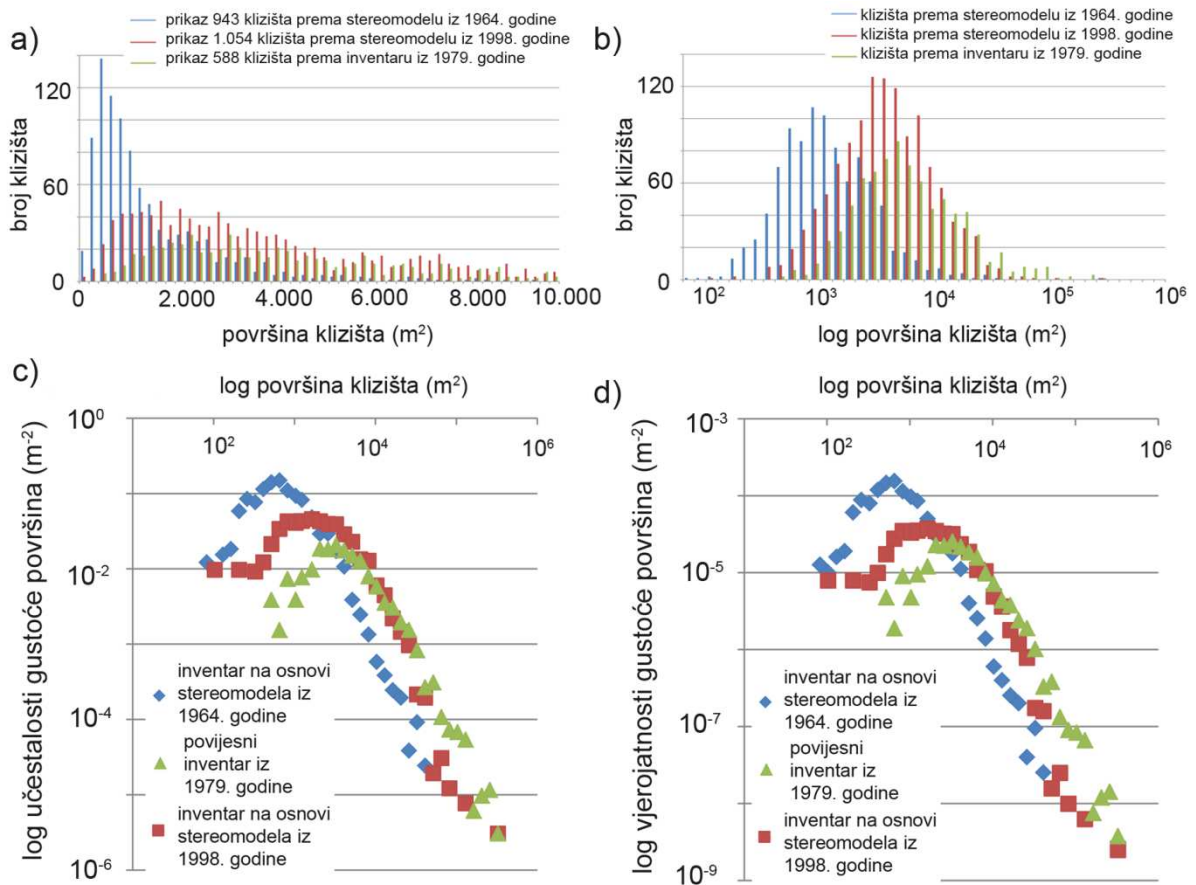 a)
prikaz 943 klizišta prema stereomodelu iz 1964. godine
prikaz 1.054 klizišta prema stereomodelu iz 1998. godine
prikaz 588 klizišta prema inventaru iz 1979. godine
broj klizišta
120
60
0
0 2.000 4.000 6.000 8.000 10.000
površina klizišta (m²)
b)
klizišta prema stereomodelu iz 1964. godine
klizišta prema stereomodelu iz 1998. godine
klizišta prema inventaru iz 1979. godine
broj klizišta
120
60
0
10² 10³ 10⁴ 10⁵ 10⁶
log površina klizišta (m²)
c)
log površina klizišta (m²)
10² 10⁴ 10⁶
log učestalosti gustoće površina (m⁻²)
10⁰
10⁻²
10⁻⁴
10⁻⁶
inventar na osnovi
stereomodela iz
1964. godine
povijesni
inventar iz
1979. godine
inventar na osnovi
stereomodela iz
1998. godine
d)
log površina klizišta (m²)
10² 10⁴ 10⁶
log vjerojatnosti gustoće površina (m⁻²)
10⁻³
10⁻⁵
10⁻⁷
10⁻⁹
inventar na osnovi
stereomodela iz
1964. godine
povijesni
inventar iz
1979. godine
inventar na osnovi
stereomodela iz
1998. godine